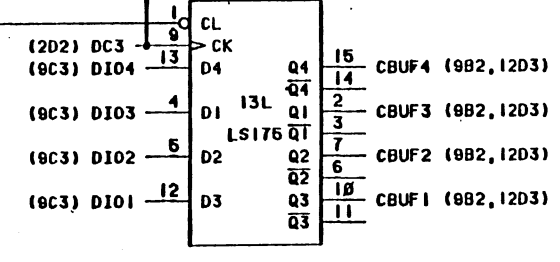 1 CL
(2D2) DC3 9 CK
(9C3) DIO4 13 D4 Q4 15 CBUF4 (9B2,12D3)
Q4 14
(9C3) DIO3 4 D1 13L Q1 2 CBUF3 (9B2,12D3)
LS175 Q1 3
(9C3) DIO2 5 D2 Q2 7 CBUF2 (9B2,12D3)
Q2 6
(9C3) DIO1 12 D3 Q3 10 CBUF1 (9B2,12D3)
Q3 11